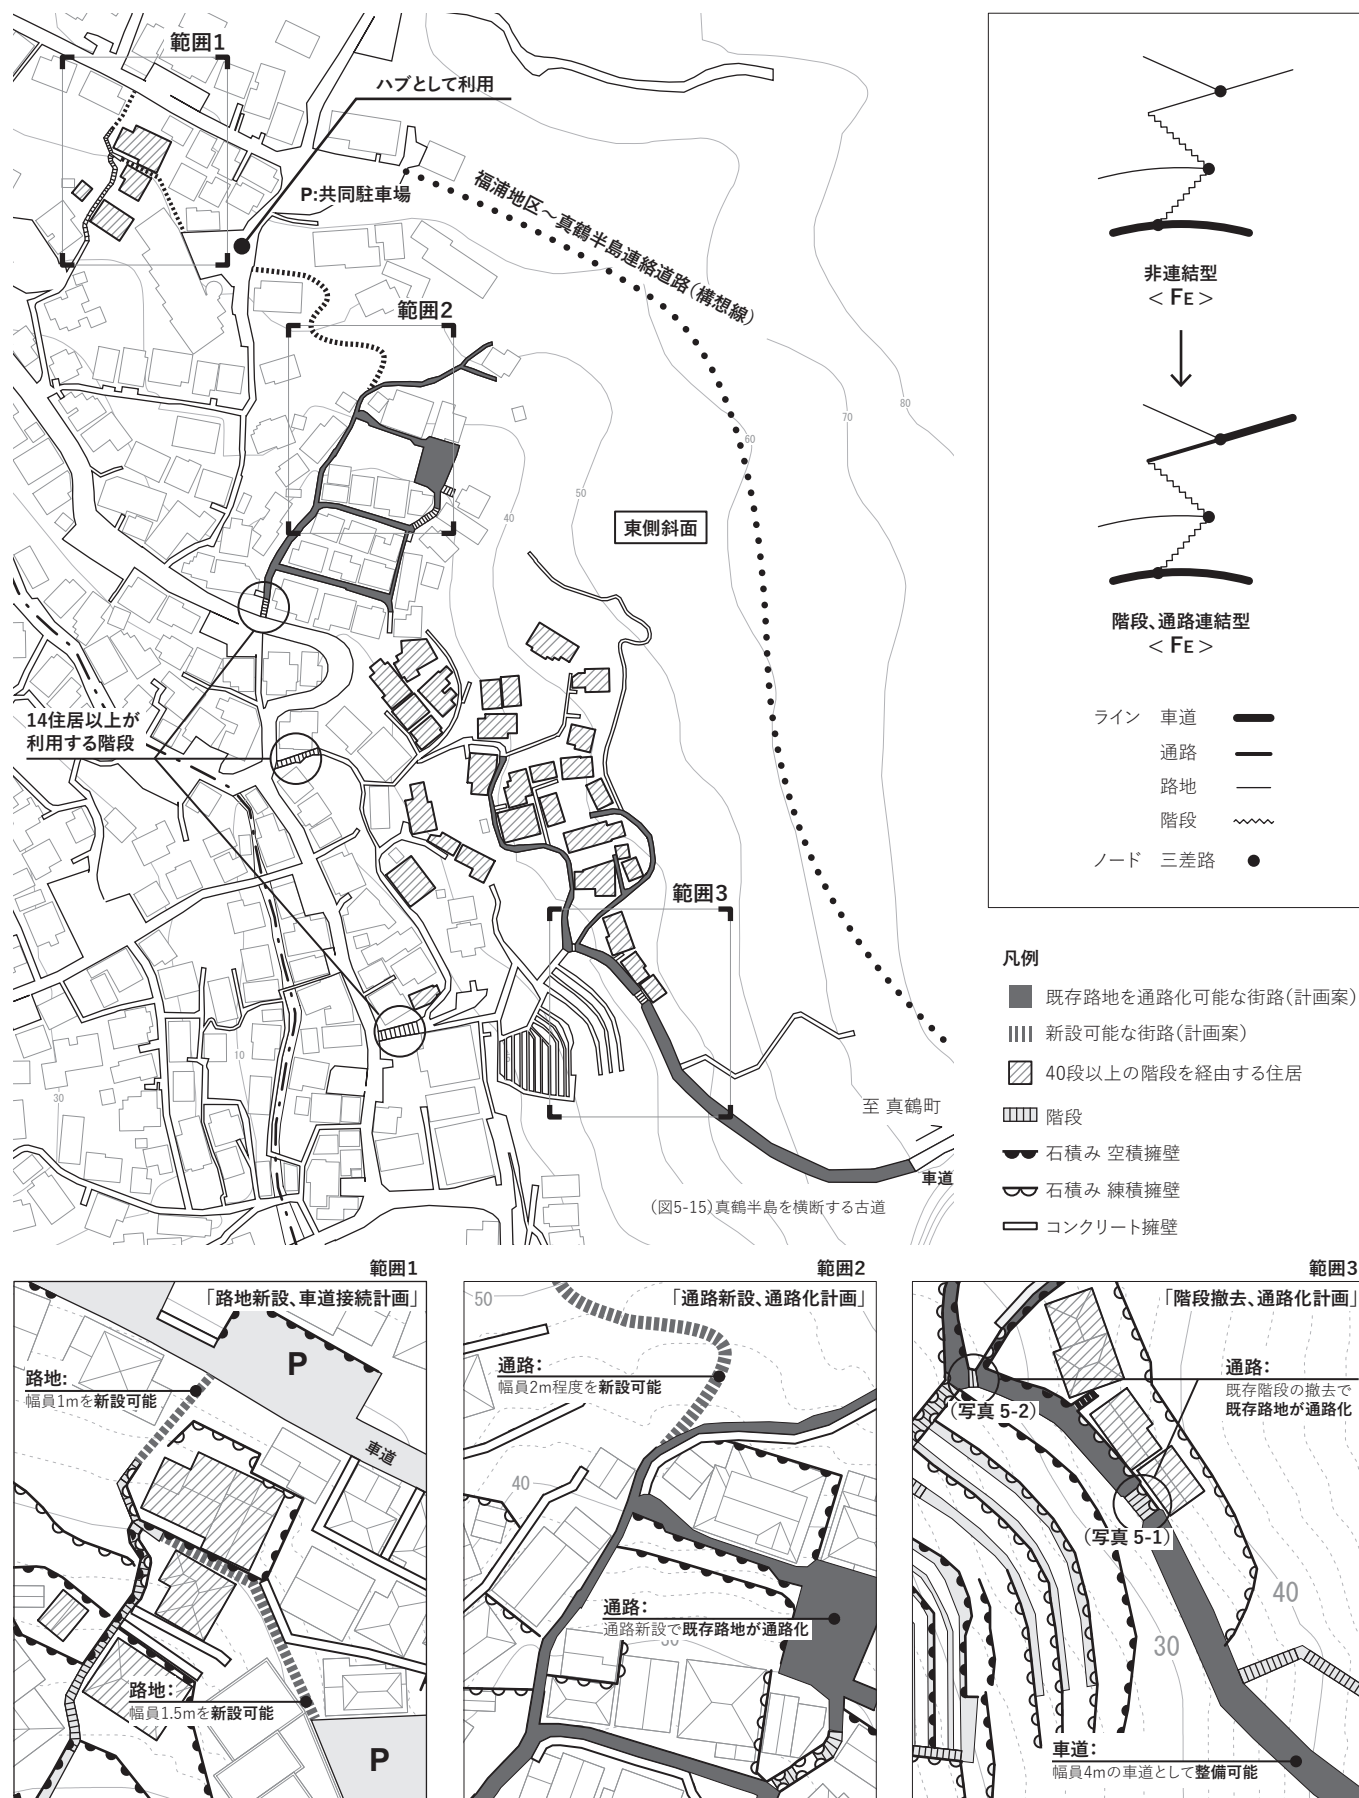 範囲1
ハブとして利用
P:共同駐車場
福浦地区〜真鶴半島連絡道路(構想線)
範囲2
80
70
60
50
40
東側斜面
14住居以上が
利用する階段
範囲3
10
30
至 真鶴町
車道
(図5-15)真鶴半島を横断する古道
非連結型
< FE >
階段、通路連結型
< FE >
ライン 車道
通路
路地
階段
ノード 三差路
凡例
既存路地を通路化可能な街路(計画案)
新設可能な街路(計画案)
40段以上の階段を経由する住居
階段
石積み 空積擁壁
石積み 練積擁壁
コンクリート擁壁
範囲1
「路地新設、車道接続計画」
P
路地:
幅員1mを新設可能
車道
路地:
幅員1.5mを新設可能
P
範囲2
「通路新設、通路化計画」
50
通路:
幅員2m程度を新設可能
40
通路:
通路新設で既存路地が通路化
30
範囲3
「階段撤去、通路化計画」
通路:
既存階段の撤去で
既存路地が通路化
(写真 5-2)
(写真 5-1)
40
30
車道:
幅員4mの車道として整備可能